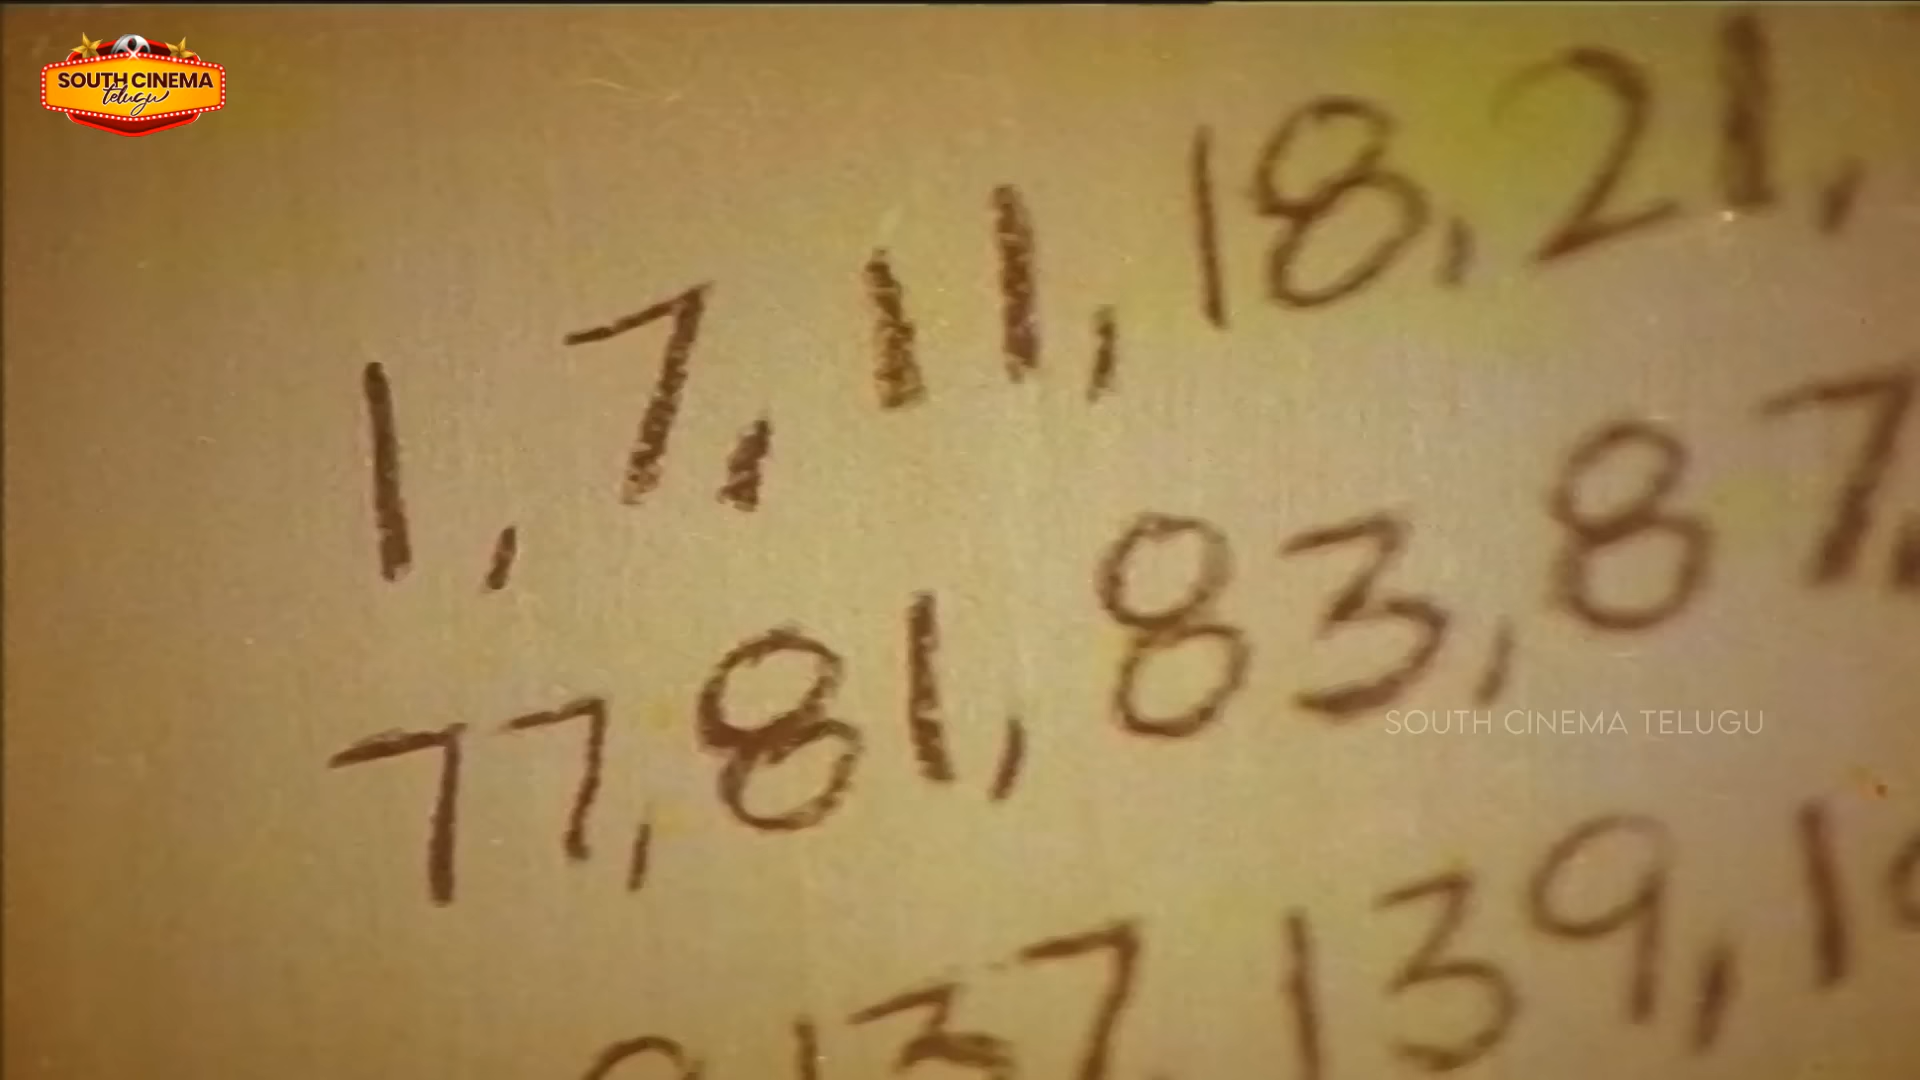 SOUTH CINEMA
telugu
1, 7, 11, 18, 21,
77, 81, 83, 87,
SOUTH CINEMA TELUGU
137 139,